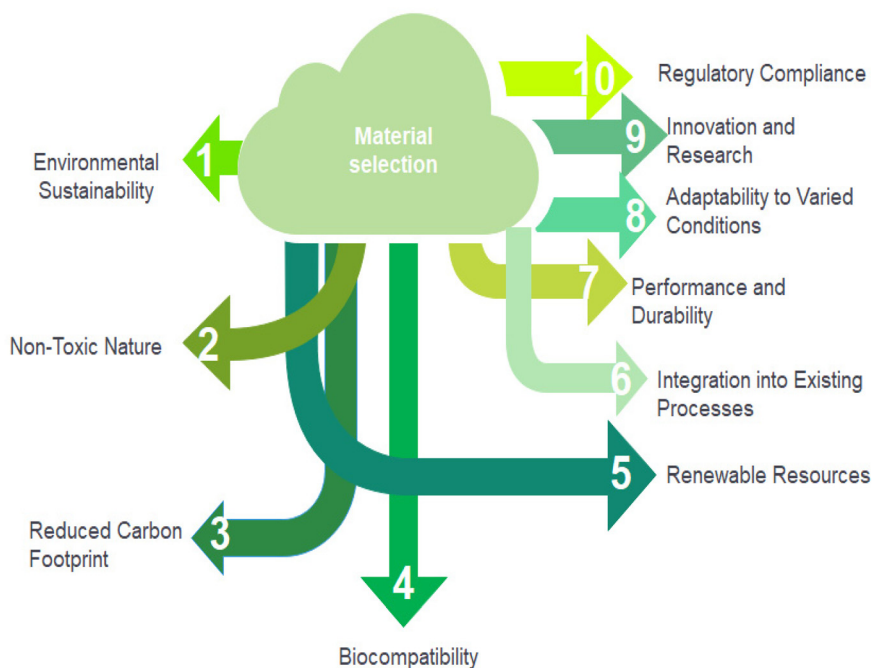 Material
selection
1
Environmental
Sustainability
2
Non-Toxic Nature
3
Reduced Carbon
Footprint
4
Biocompatibility
5
Renewable Resources
6
Integration into Existing
Processes
7
Performance and
Durability
8
Adaptability to Varied
Conditions
9
Innovation and
Research
10
Regulatory Compliance